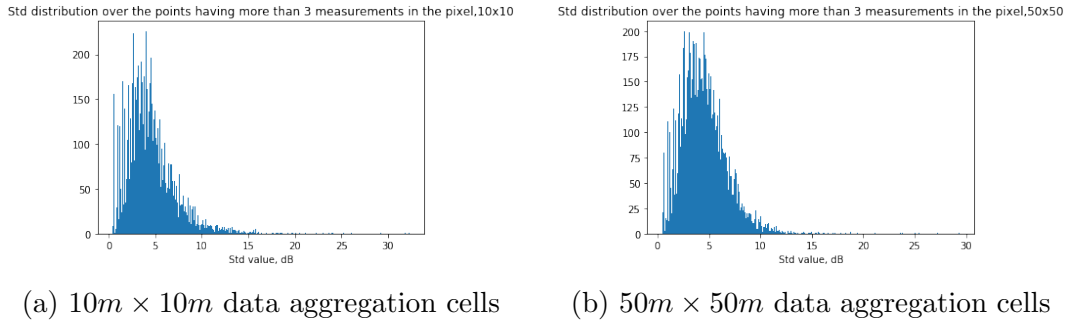 Std distribution over the points having more than 3 measurements in the pixel,10x10
200
150
100
50
0
0 5 10 15 20 25 30
Std value, dB
(a) 10m × 10m data aggregation cells
Std distribution over the points having more than 3 measurements in the pixel,50x50
200
175
150
125
100
75
50
25
0
0 5 10 15 20 25 30
Std value, dB
(b) 50m × 50m data aggregation cells